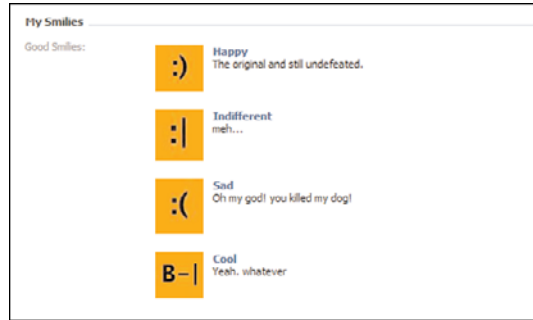 My Smilies
Good Smilies:
:)
Happy
The original and still undefeated.
:|
Indifferent
meh...
:(
Sad
Oh my god! you killed my dog!
B-|
Cool
Yeah. whatever